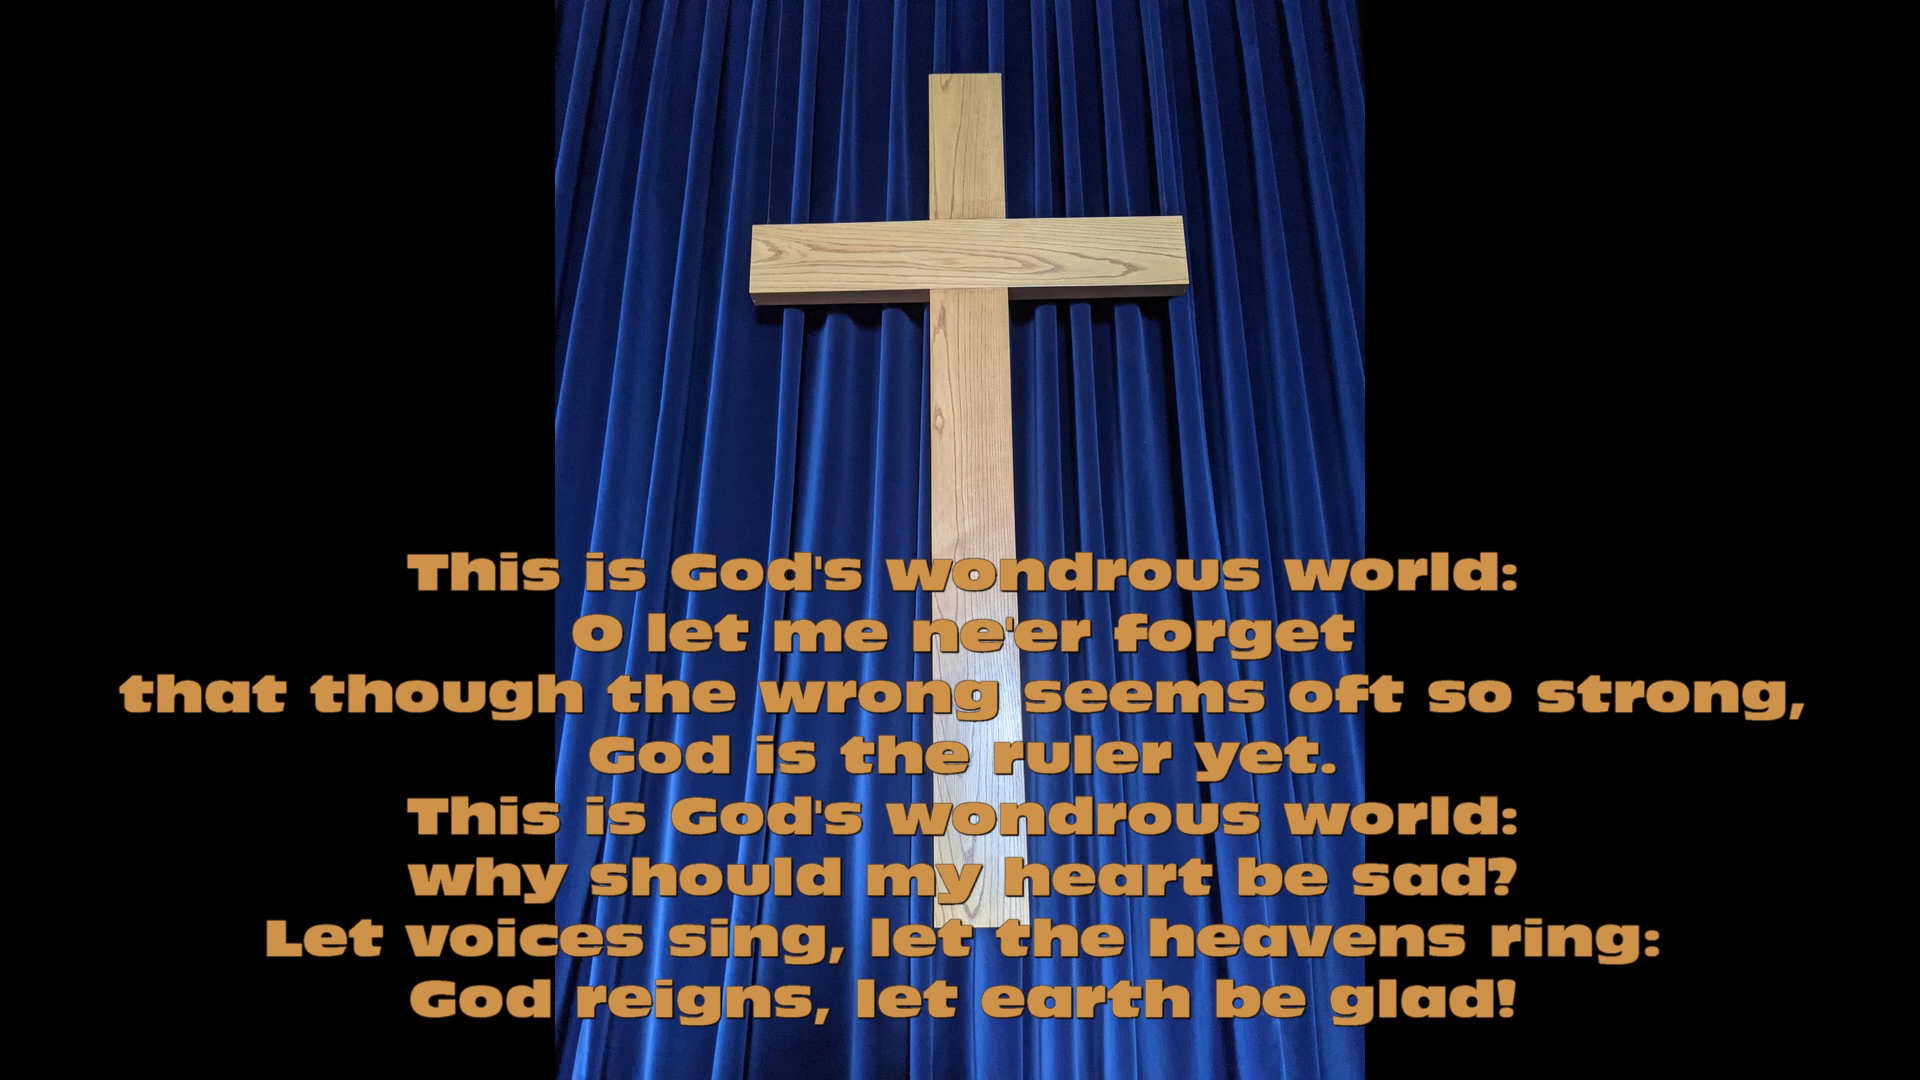 This is God's wondrous world:
O let me ne'er forget
that though the wrong seems oft so strong,
God is the ruler yet.
This is God's wondrous world:
why should my heart be sad?
Let voices sing, let the heavens ring:
God reigns, let earth be glad!